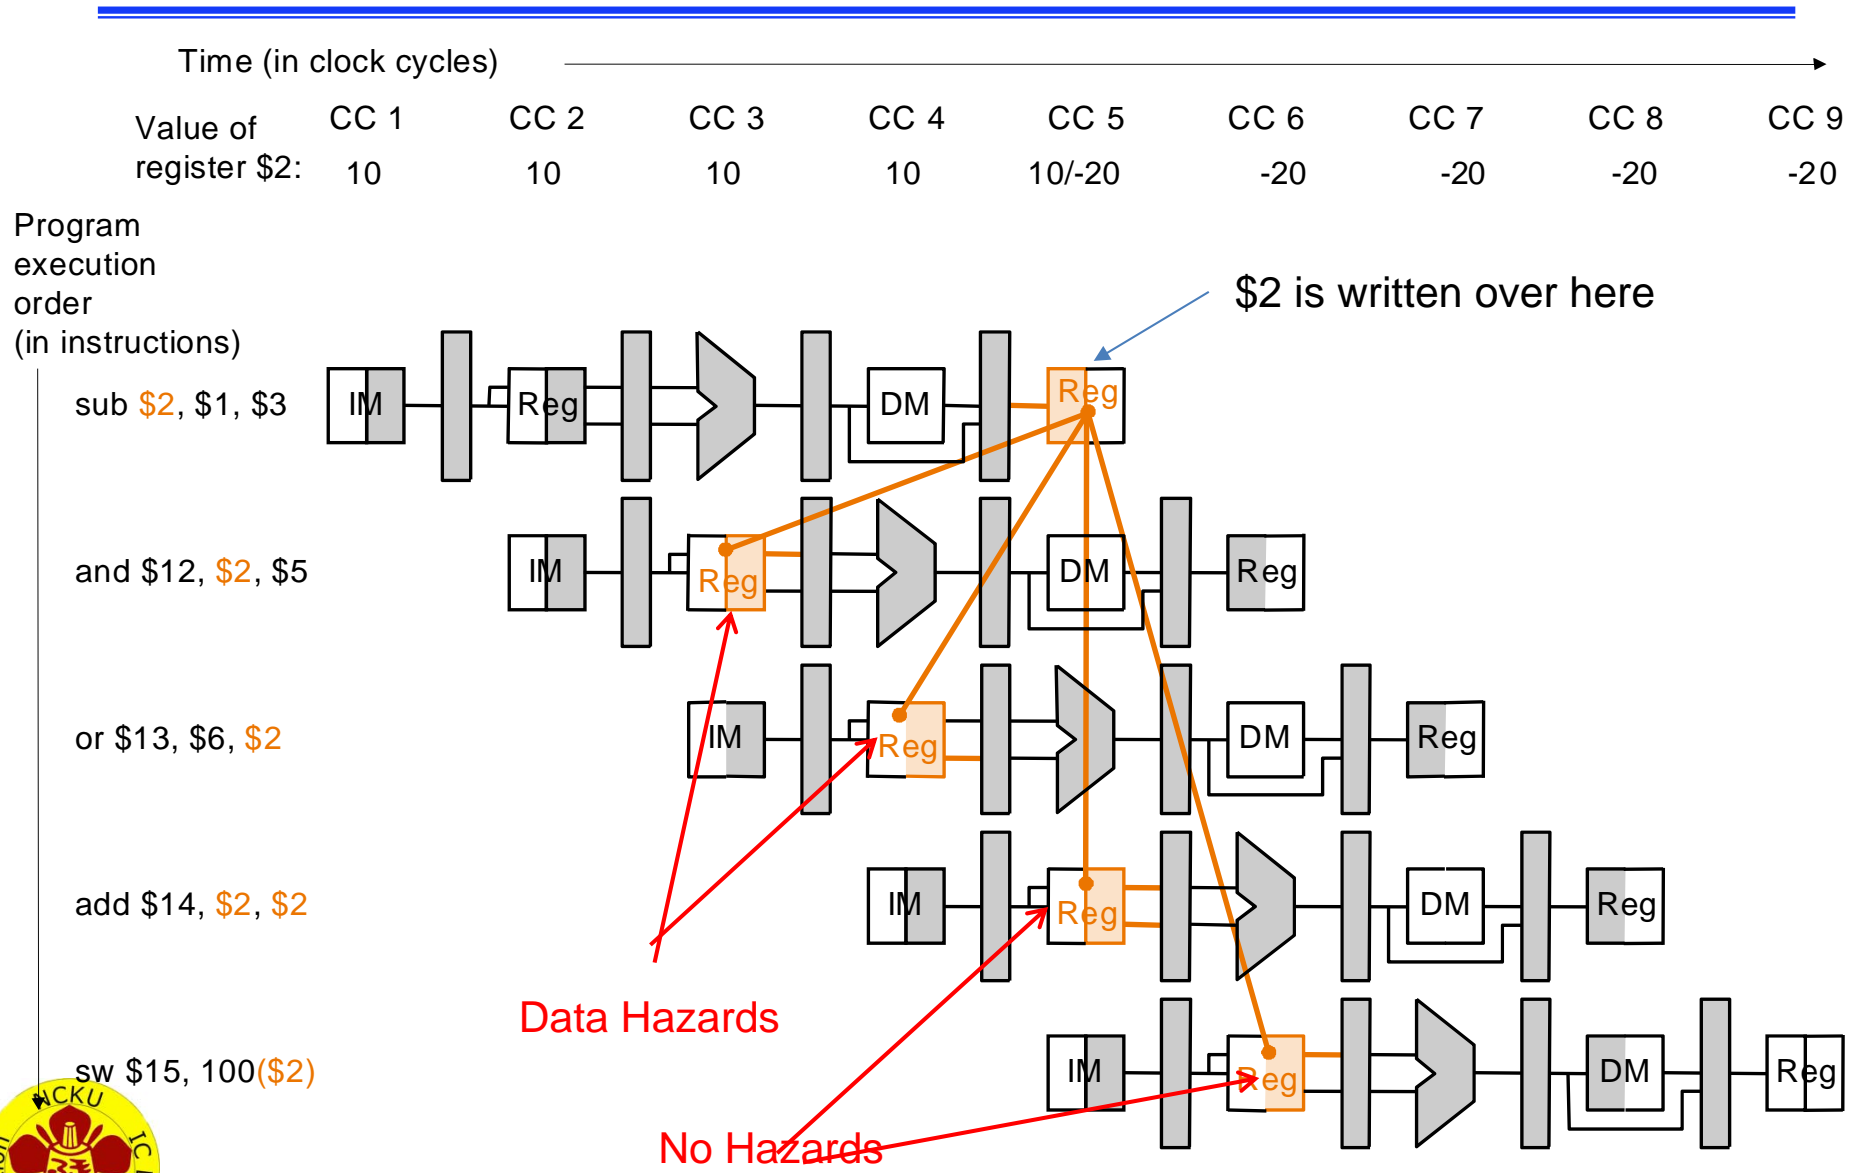 Time (in clock cycles)
CC 1 CC 2 CC 3 CC 4 CC 5 CC 6 CC 7 CC 8 CC 9
Value of
register $2:
10 10 10 10 10/-20 -20 -20 -20 -20
Program
execution
order
(in instructions)
$2 is written over here
sub $2, $1, $3
IM Reg DM Reg
and $12, $2, $5
IM Reg DM Reg
or $13, $6, $2
IM Reg DM Reg
add $14, $2, $2
IM Reg DM Reg
Data Hazards
sw $15, 100($2)
IM Reg DM Reg
No Hazards
NCKU
IC